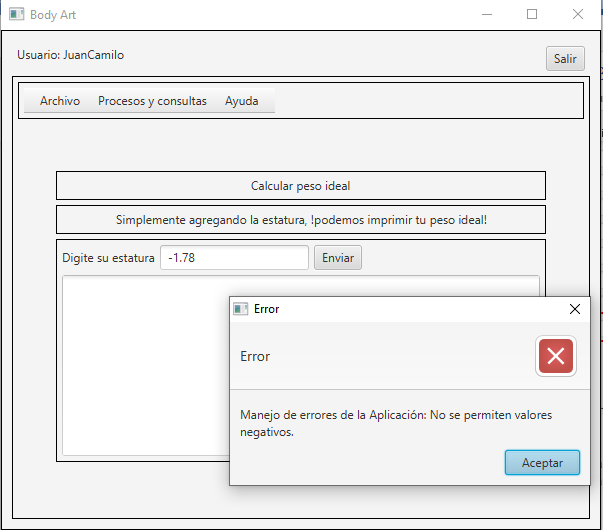 Body Art
Usuario: JuanCamilo
Salir
Archivo Procesos y consultas Ayuda
Calcular peso ideal
Simplemente agregando la estatura, !podemos imprimir tu peso ideal!
Digite su estatura -1.78 Enviar
Error
Error
Manejo de errores de la Aplicación: No se permiten valores
negativos.
Aceptar